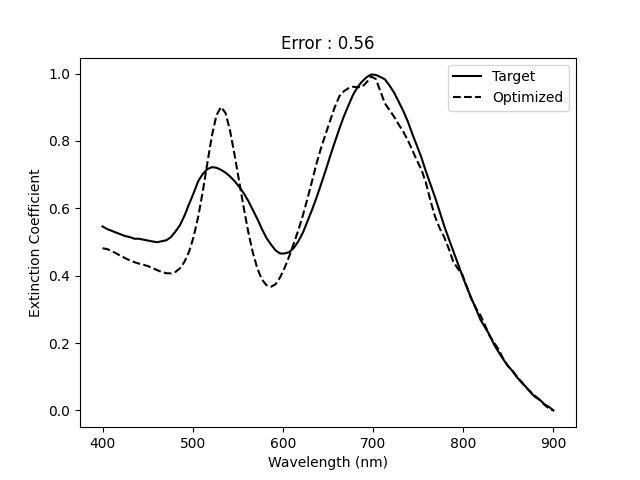 Error : 0.56
Target
Optimized
Extinction Coefficient
1.0
0.8
0.6
0.4
0.2
0.0
400 500 600 700 800 900
Wavelength (nm)